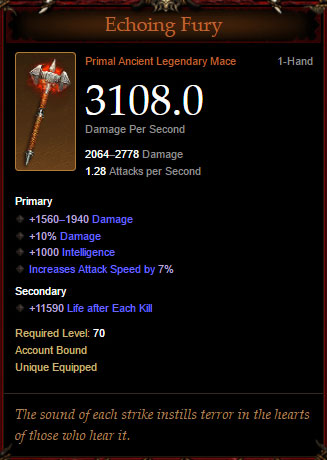 Echoing Fury
Primal Ancient Legendary Mace 1-Hand
3108.0
Damage Per Second
2064–2778 Damage
1.28 Attacks per Second
Primary
+1560–1940 Damage
+10% Damage
+1000 Intelligence
Increases Attack Speed by 7%
Secondary
+11590 Life after Each Kill
Required Level: 70
Account Bound
Unique Equipped
The sound of each strike instills terror in the hearts
of those who hear it.